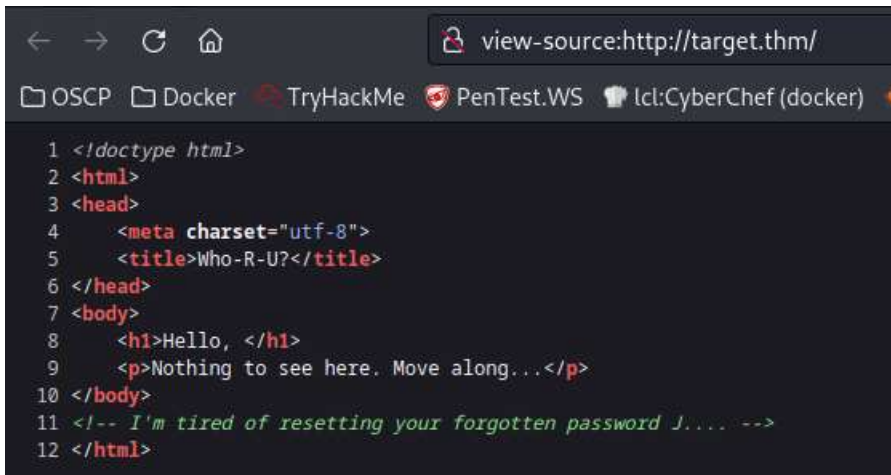 view-source:http://target.thm/
OSCP Docker TryHackMe PenTest.WS lcl:CyberChef (docker)
1 <!doctype html>
2 <html>
3 <head>
4     <meta charset="utf-8">
5     <title>Who-R-U?</title>
6 </head>
7 <body>
8     <h1>Hello, </h1>
9     <p>Nothing to see here. Move along...</p>
10 </body>
11 <!-- I'm tired of resetting your forgotten password J.... -->
12 </html>